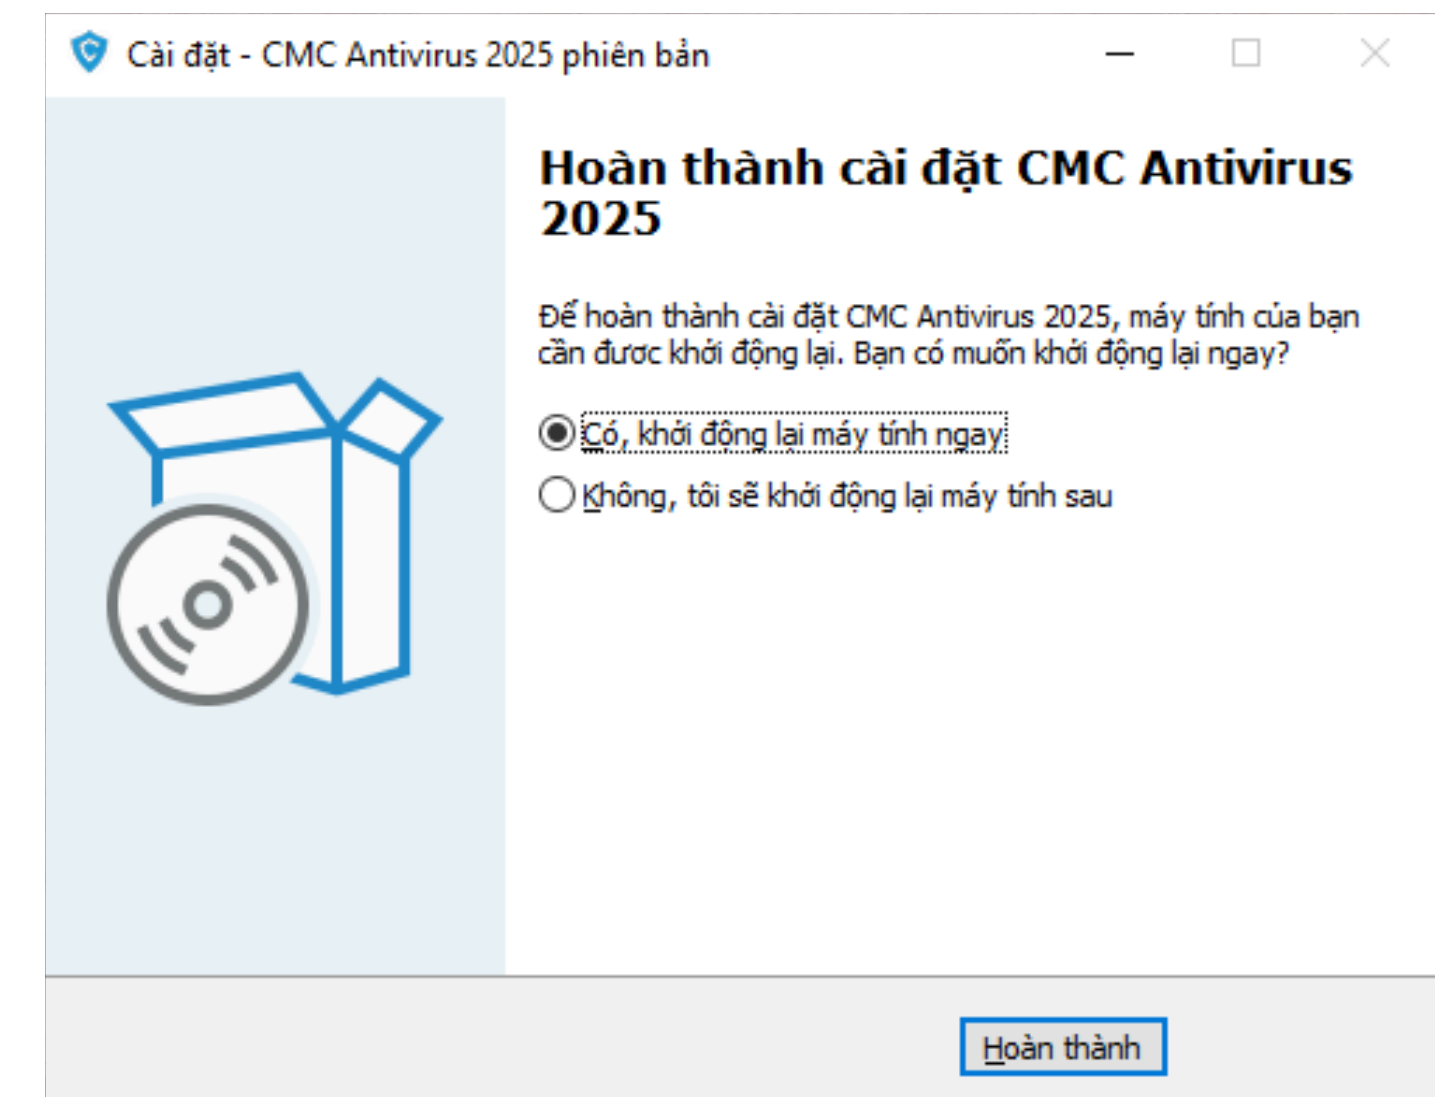 Cài đặt - CMC Antivirus 2025 phiên bản
Hoàn thành cài đặt CMC Antivirus
2025
Để hoàn thành cài đặt CMC Antivirus 2025, máy tính của bạn
cần đươc khởi động lại. Bạn có muốn khởi động lại ngay?
Có, khởi động lại máy tính ngay
Không, tôi sẽ khởi động lại máy tính sau
Hoàn thành